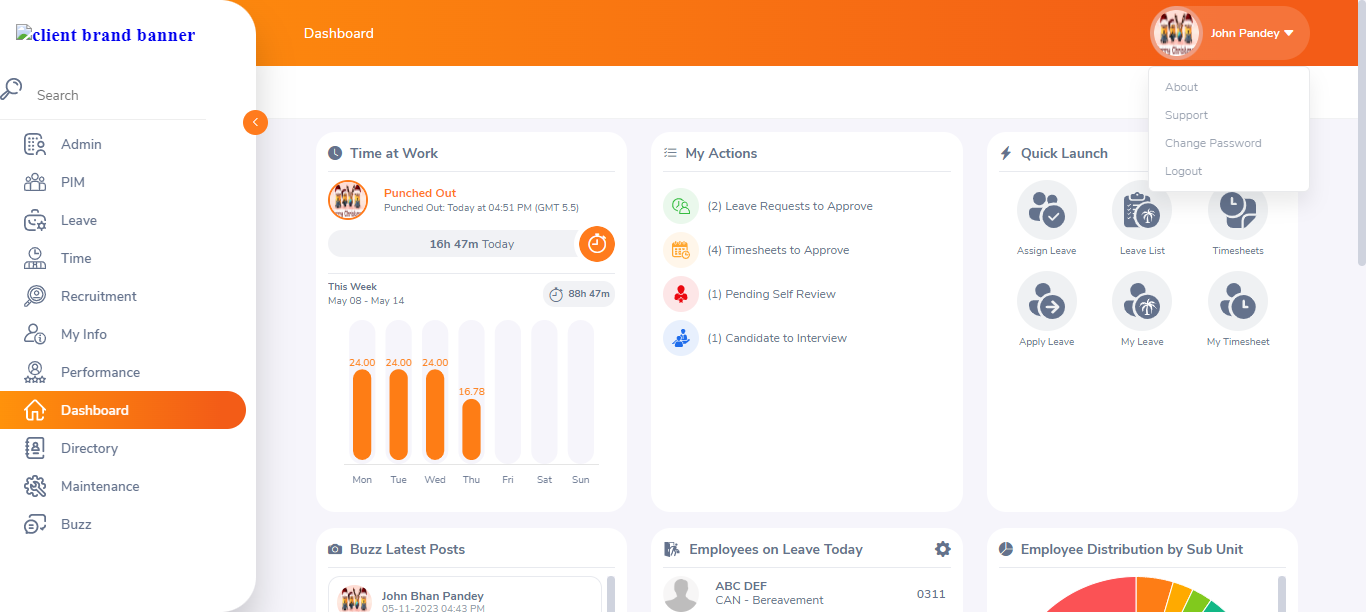 client brand banner
Dashboard
John Pandey
About
Support
Change Password
Logout
Search
Admin
PIM
Leave
Time
Recruitment
My Info
Performance
Dashboard
Directory
Maintenance
Buzz
Time at Work
Punched Out
Punched Out: Today at 04:51 PM (GMT 5.5)
16h 47m Today
This Week
May 08 - May 14
88h 47m
24.00 24.00 24.00 16.78
Mon Tue Wed Thu Fri Sat Sun
My Actions
(2) Leave Requests to Approve
(4) Timesheets to Approve
(1) Pending Self Review
(1) Candidate to Interview
Quick Launch
Assign Leave Leave List Timesheets
Apply Leave My Leave My Timesheet
Buzz Latest Posts
John Bhan Pandey
05-11-2023 04:43 PM
Employees on Leave Today
ABC DEF
CAN - Bereavement
0311
Employee Distribution by Sub Unit